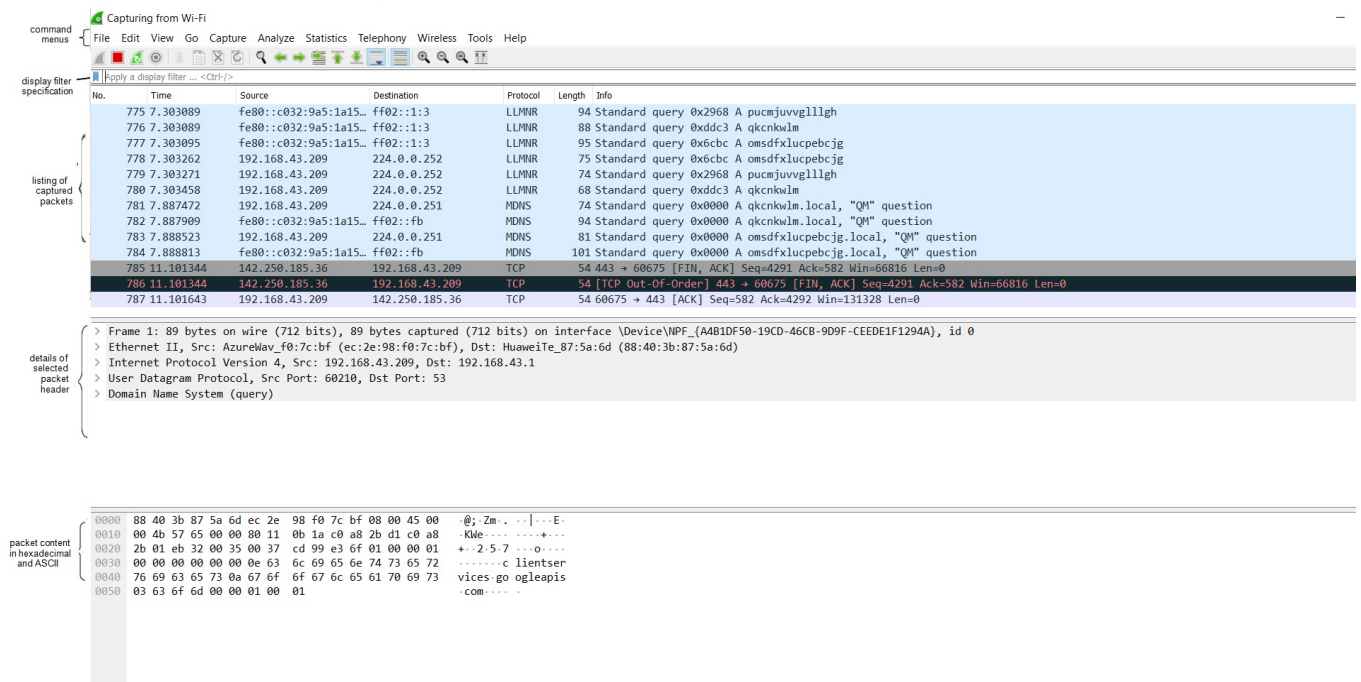 Capturing from Wi-Fi
command
menus
File Edit View Go Capture Analyze Statistics Telephony Wireless Tools Help
display filter
specification
Apply a display filter ... <Ctrl-/>
No. Time Source Destination Protocol Length Info
775 7.303089 fe80::c032:9a5:1a15… ff02::1:3 LLMNR 94 Standard query 0x2968 A pucmjuvvglllgh
776 7.303089 fe80::c032:9a5:1a15… ff02::1:3 LLMNR 88 Standard query 0xddc3 A qkcnkwlm
777 7.303095 fe80::c032:9a5:1a15… ff02::1:3 LLMNR 95 Standard query 0x6cbc A omsdfxlucpebcjg
778 7.303262 192.168.43.209 224.0.0.252 LLMNR 75 Standard query 0x6cbc A omsdfxlucpebcjg
779 7.303271 192.168.43.209 224.0.0.252 LLMNR 74 Standard query 0x2968 A pucmjuvvglllgh
780 7.303458 192.168.43.209 224.0.0.252 LLMNR 68 Standard query 0xddc3 A qkcnkwlm
781 7.887472 192.168.43.209 224.0.0.251 MDNS 74 Standard query 0x0000 A qkcnkwlm.local, "QM" question
782 7.887909 fe80::c032:9a5:1a15… ff02::fb MDNS 94 Standard query 0x0000 A qkcnkwlm.local, "QM" question
783 7.888523 192.168.43.209 224.0.0.251 MDNS 81 Standard query 0x0000 A omsdfxlucpebcjg.local, "QM" question
784 7.888813 fe80::c032:9a5:1a15… ff02::fb MDNS 101 Standard query 0x0000 A omsdfxlucpebcjg.local, "QM" question
785 11.101344 142.250.185.36 192.168.43.209 TCP 54 443 → 60675 [FIN, ACK] Seq=4291 Ack=582 Win=66816 Len=0
786 11.101344 142.250.185.36 192.168.43.209 TCP 54 [TCP Out-Of-Order] 443 → 60675 [FIN, ACK] Seq=4291 Ack=582 Win=66816 Len=0
787 11.101643 192.168.43.209 142.250.185.36 TCP 54 60675 → 443 [ACK] Seq=582 Ack=4292 Win=131328 Len=0
listing of
captured
packets
> Frame 1: 89 bytes on wire (712 bits), 89 bytes captured (712 bits) on interface \Device\NPF_{A4B1DF50-19CD-46CB-9D9F-CEEDE1F1294A}, id 0
> Ethernet II, Src: AzureWav_f0:7c:bf (ec:2e:98:f0:7c:bf), Dst: HuaweiTe_87:5a:6d (88:40:3b:87:5a:6d)
> Internet Protocol Version 4, Src: 192.168.43.209, Dst: 192.168.43.1
> User Datagram Protocol, Src Port: 60210, Dst Port: 53
> Domain Name System (query)
details of
selected
packet
header
0000 88 40 3b 87 5a 6d ec 2e 98 f0 7c bf 08 00 45 00 ·@;·Zm·. ··|···E·
0010 00 4b 57 65 00 00 80 11 0b 1a c0 a8 2b d1 c0 a8 ·KWe···· ····+···
0020 2b 01 eb 32 00 35 00 37 cd 99 e3 6f 01 00 00 01 +··2·5·7 ···o····
0030 00 00 00 00 00 00 0e 63 6c 69 65 6e 74 73 65 72 ·······c lientser
0040 76 69 63 65 73 0a 67 6f 6f 67 6c 65 61 70 69 73 vices·go ogleapis
0050 03 63 6f 6d 00 00 01 00 01 ·com···· ·
packet content
in hexadecimal
and ASCII